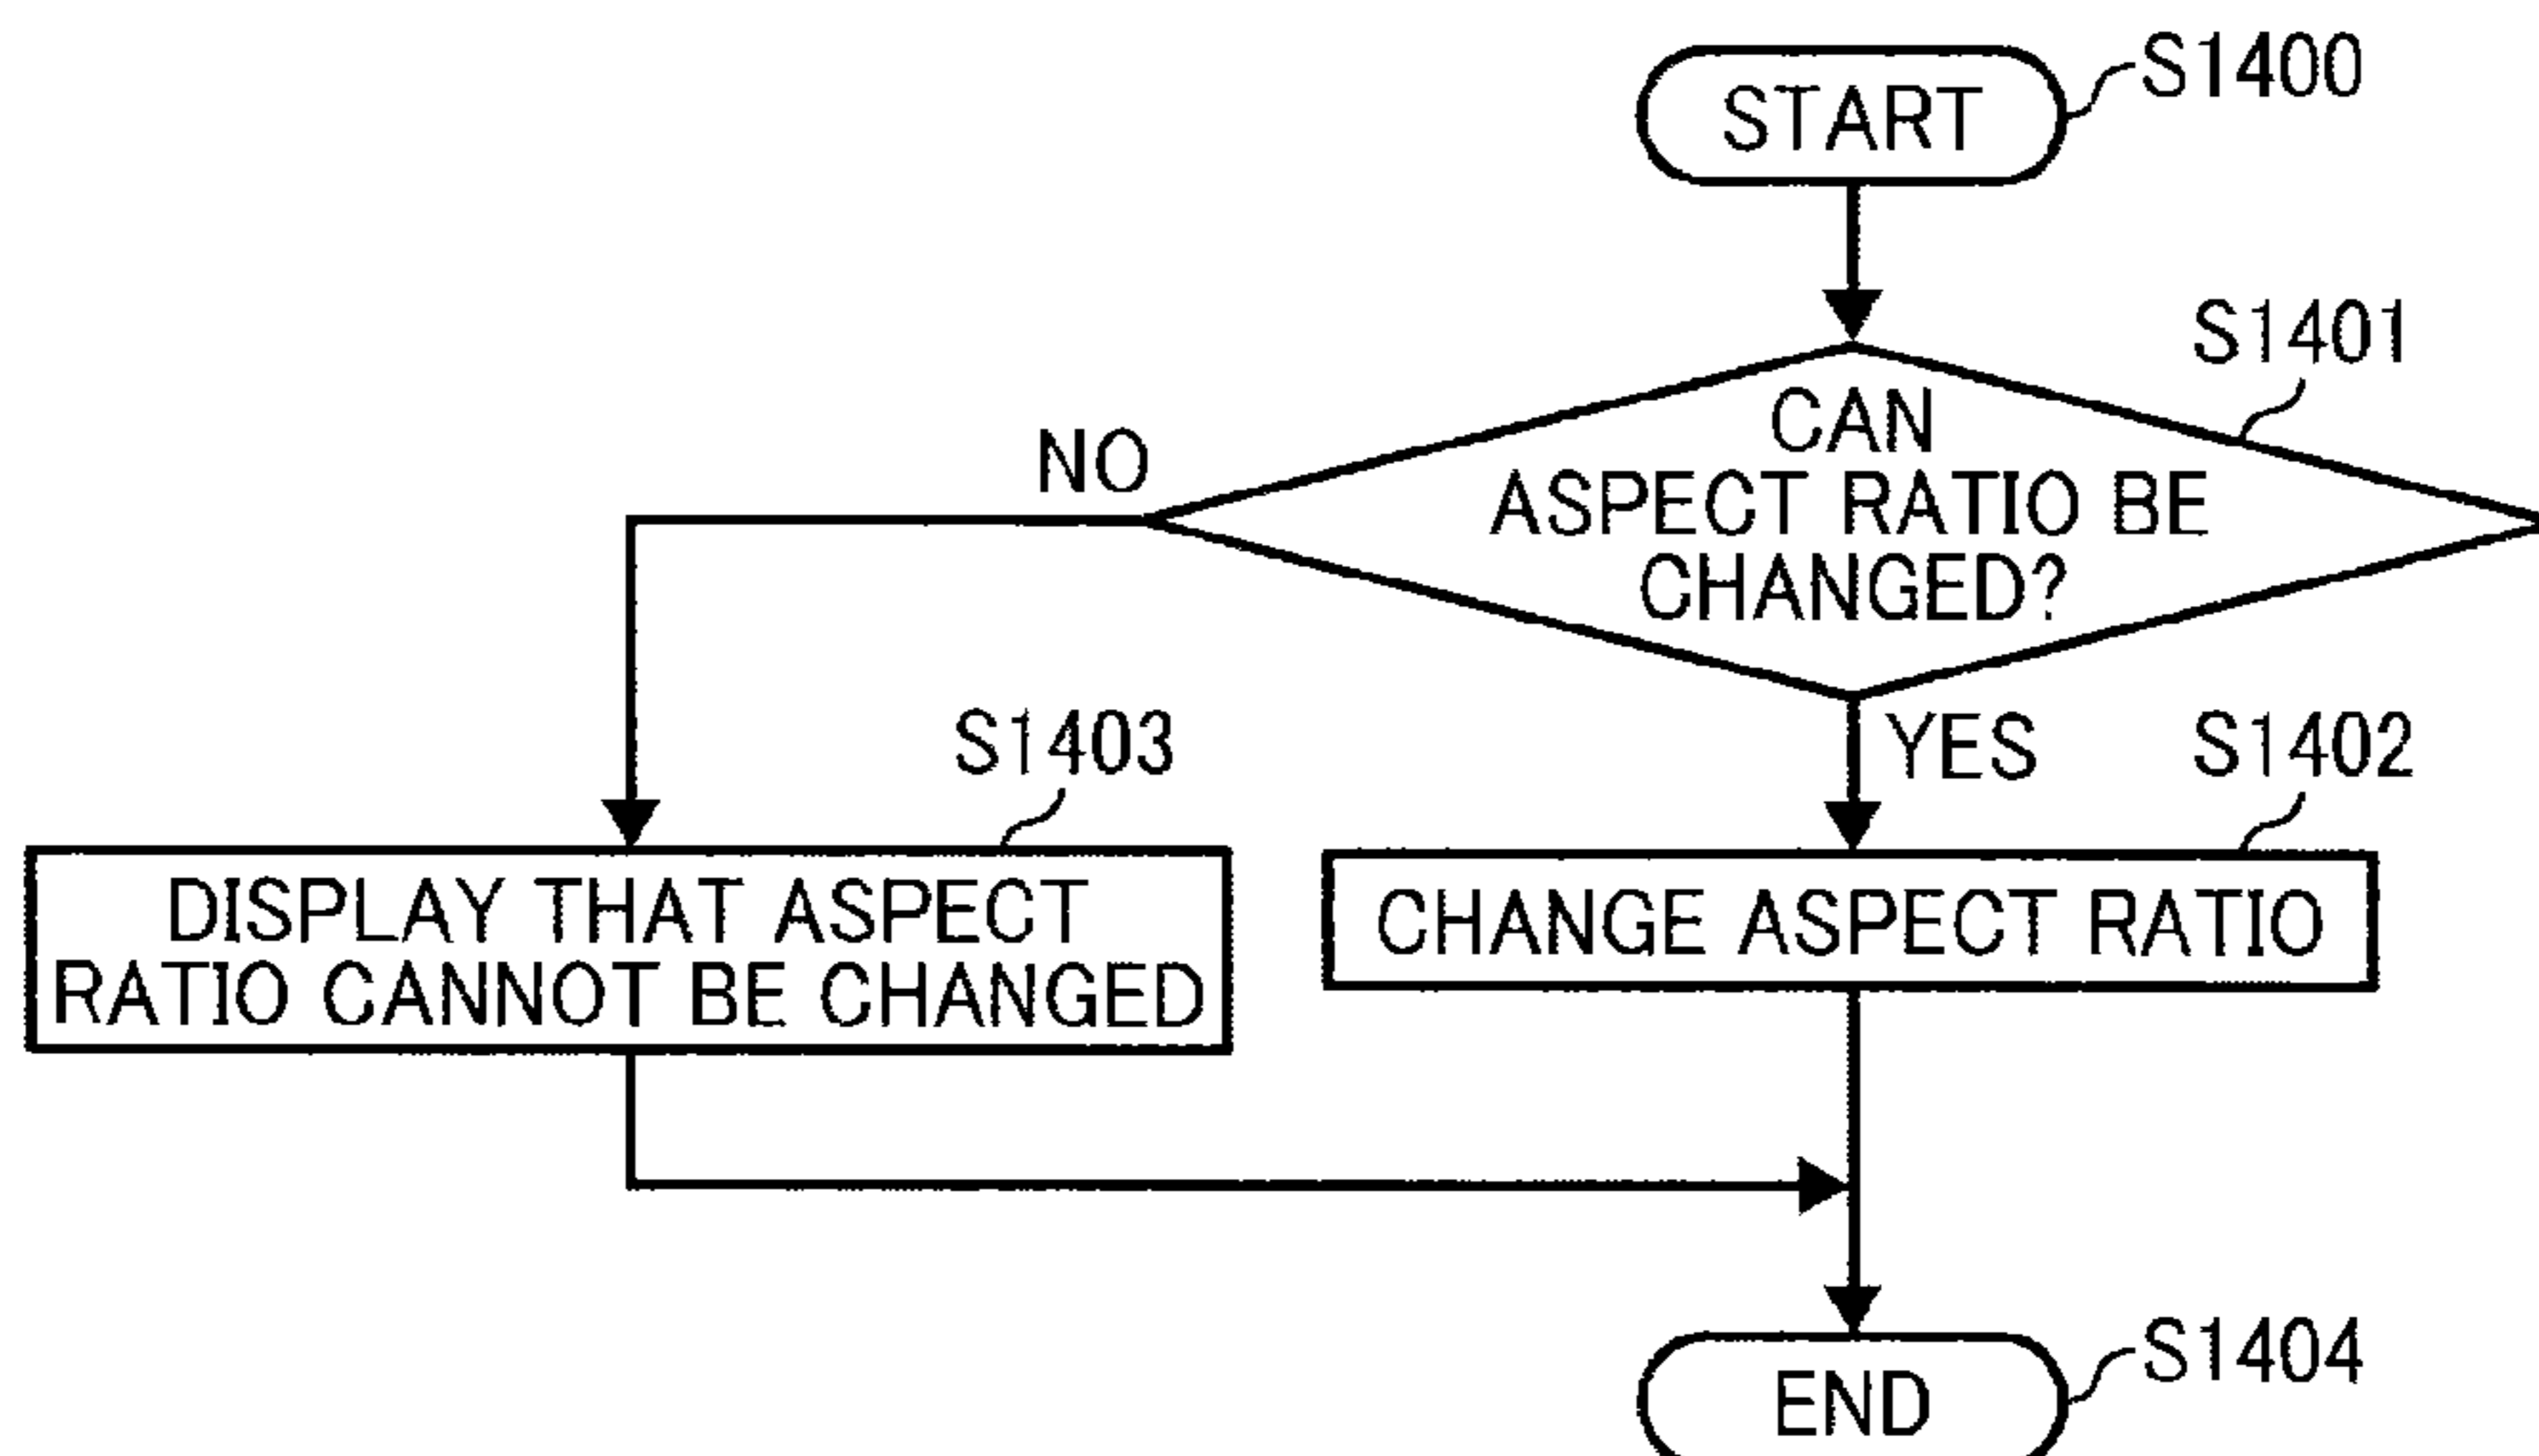 START
S1400
S1401
CAN
ASPECT RATIO BE
CHANGED?
NO
YES
S1403
S1402
DISPLAY THAT ASPECT
RATIO CANNOT BE CHANGED
CHANGE ASPECT RATIO
END
S1404